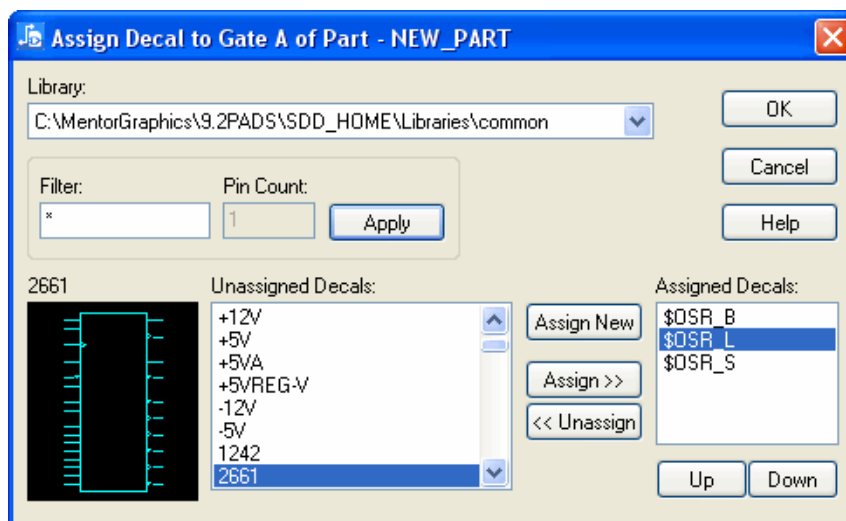 Assign Decal to Gate A of Part - NEW_PART
Library:
C:\MentorGraphics\9.2PADS\SDD_HOME\Libraries\common
OK
Cancel
Help
Filter:
*
Pin Count:
1
Apply
2661
Unassigned Decals:
+12V
+5V
+5VA
+5VREG-V
-12V
-5V
1242
2661
Assign New
Assign >>
<< Unassign
Assigned Decals:
$OSR_B
$OSR_L
$OSR_S
Up
Down